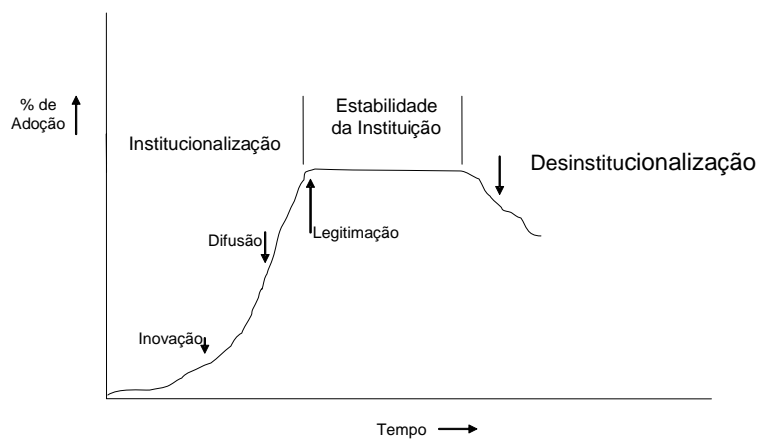 % de
Adoção
Institucionalização
Estabilidade
da Instituição
Desinstitucionalização
Difusão
Legitimação
Inovação
Tempo